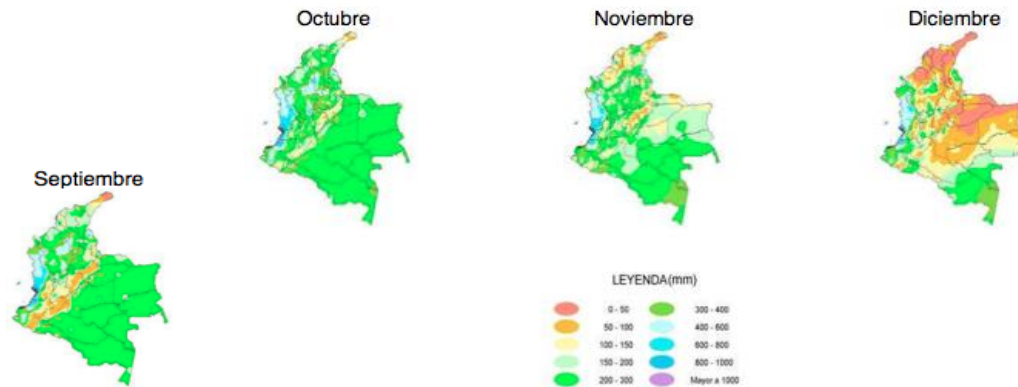 Octubre
Noviembre
Diciembre
Septiembre
LEYENDA(mm)
0 - 50
300 - 400
50 - 100
400 - 600
100 - 150
600 - 800
150 - 200
800 - 1000
200 - 300
Mayor a 1000